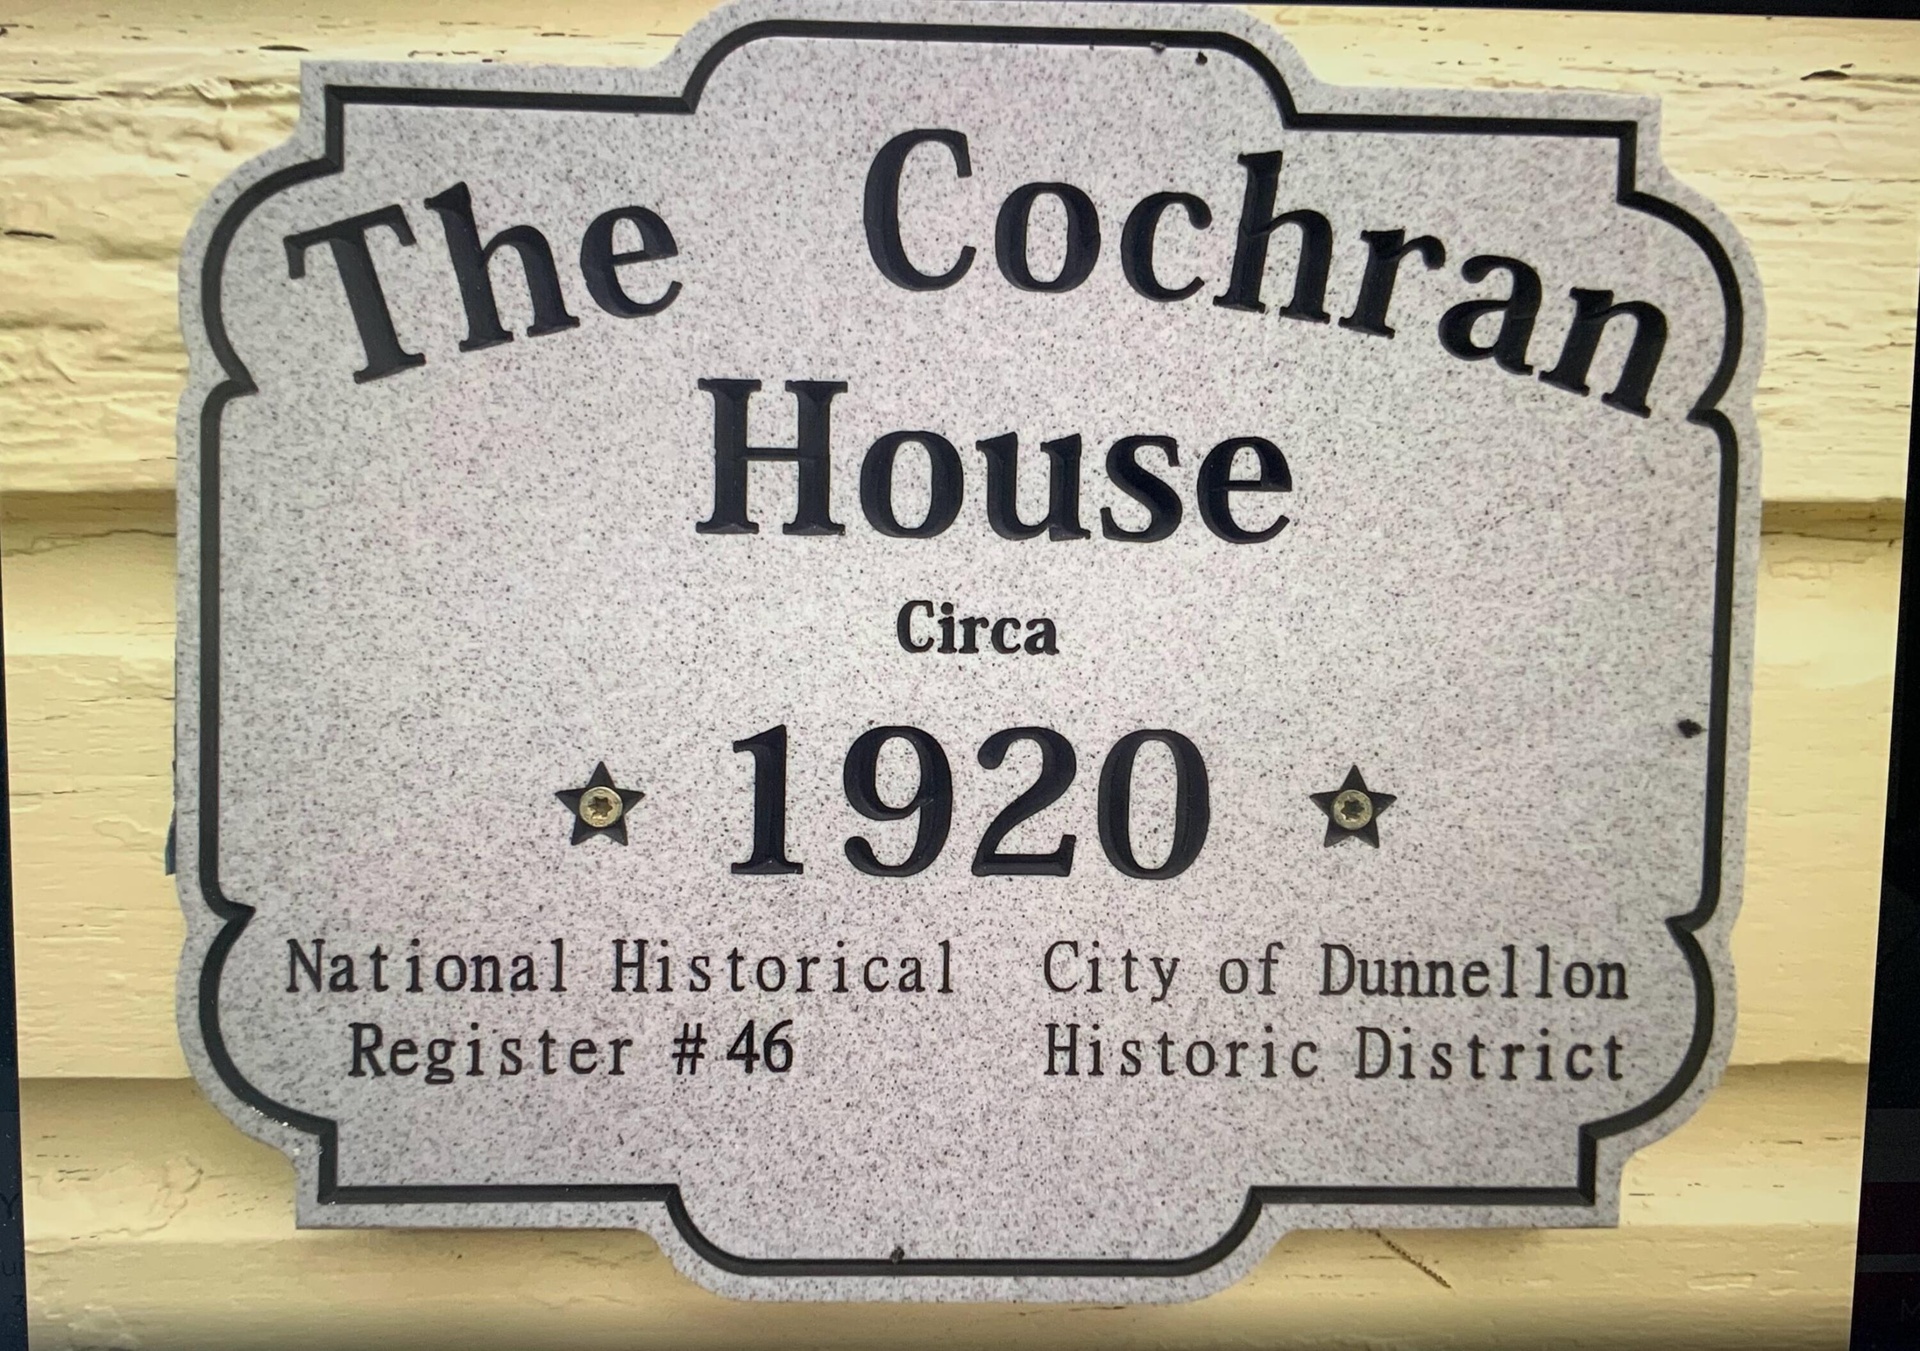 The Cochran
House
Circa
1920
National Historical
Register #46
City of Dunnellon
Historic District